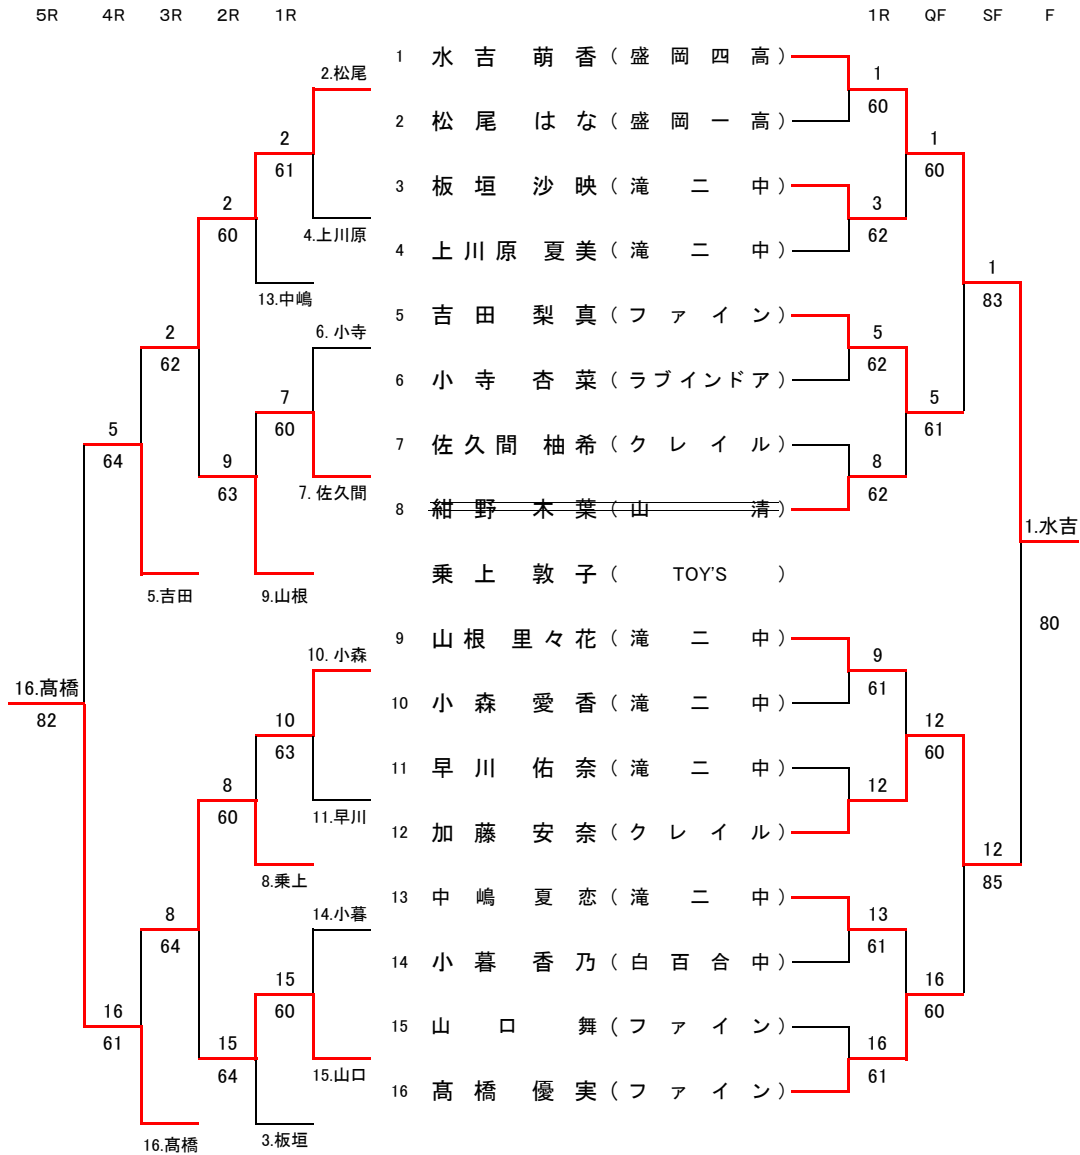 5R 4R 3R 2R 1R 1R QF SF F
1 水吉 萌香 (盛岡四高)
2.松尾
1
60
2 松尾 はな (盛岡一高)
2
61
1
60
3 板垣 沙映 (滝二中)
2
60
3
62
4.上川原
4 上川原 夏美 (滝二中)
1
83
13.中嶋
5 吉田 梨真 (ファイン)
6. 小寺
2
62
5
62
6 小寺 杏菜 (ラブインドア)
7
60
5
61
5
64
7 佐久間 柚希 (クレイル)
9
63
8
62
7. 佐久間
8 紺野 木葉 (山清)
1.水吉
乗上 敦子 (TOY'S)
5.吉田
9.山根
80
9 山根 里々花 (滝二中)
10. 小森
9
61
16.髙橋
82
10 小森 愛香 (滝二中)
10
63
12
60
11 早川 佑奈 (滝二中)
8
60
12
11.早川
12 加藤 安奈 (クレイル)
12
85
8.乗上
13 中嶋 夏恋 (滝二中)
14.小暮
8
64
13
61
14 小暮 香乃 (白百合中)
15
60
16
60
15 山口 舞 (ファイン)
16
61
15
64
16
61
15.山口
16 髙橋 優実 (ファイン)
16.髙橋
3.板垣